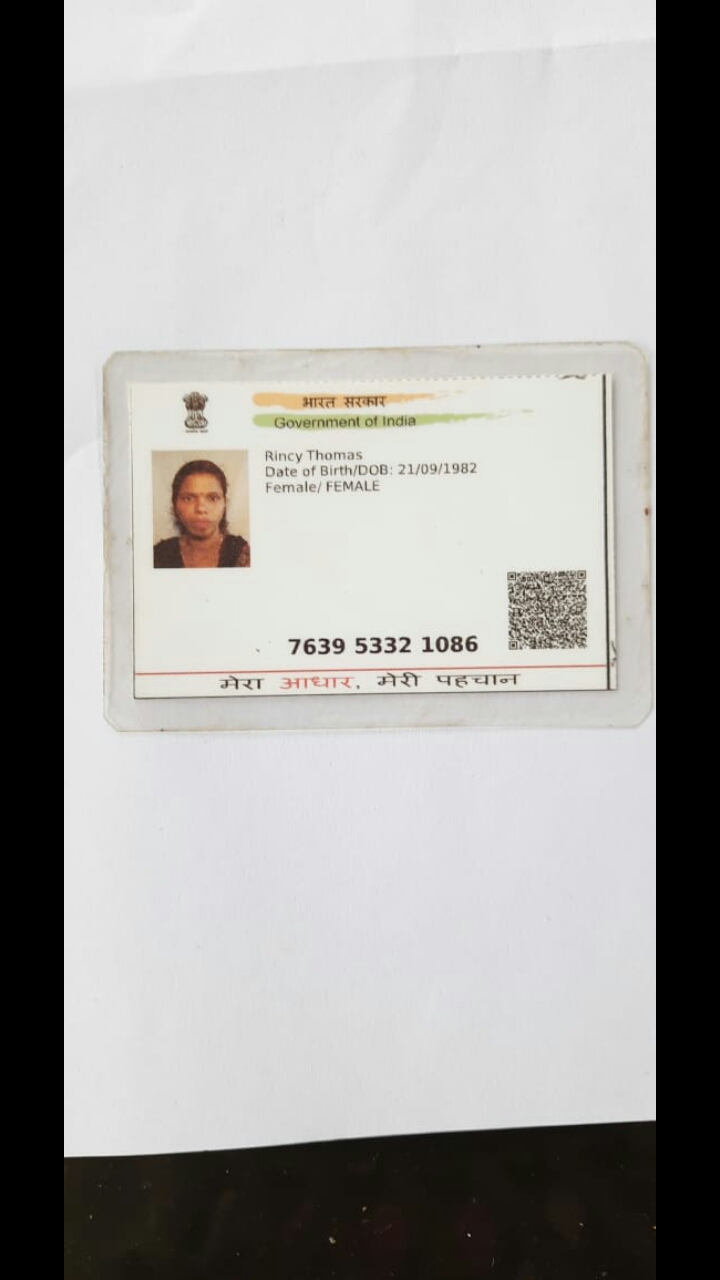 भारत सरकार
Government of India
Rincy Thomas
Date of Birth/DOB: 21/09/1982
Female/ FEMALE
7639 5332 1086
मेरा आधार, मेरी पहचान